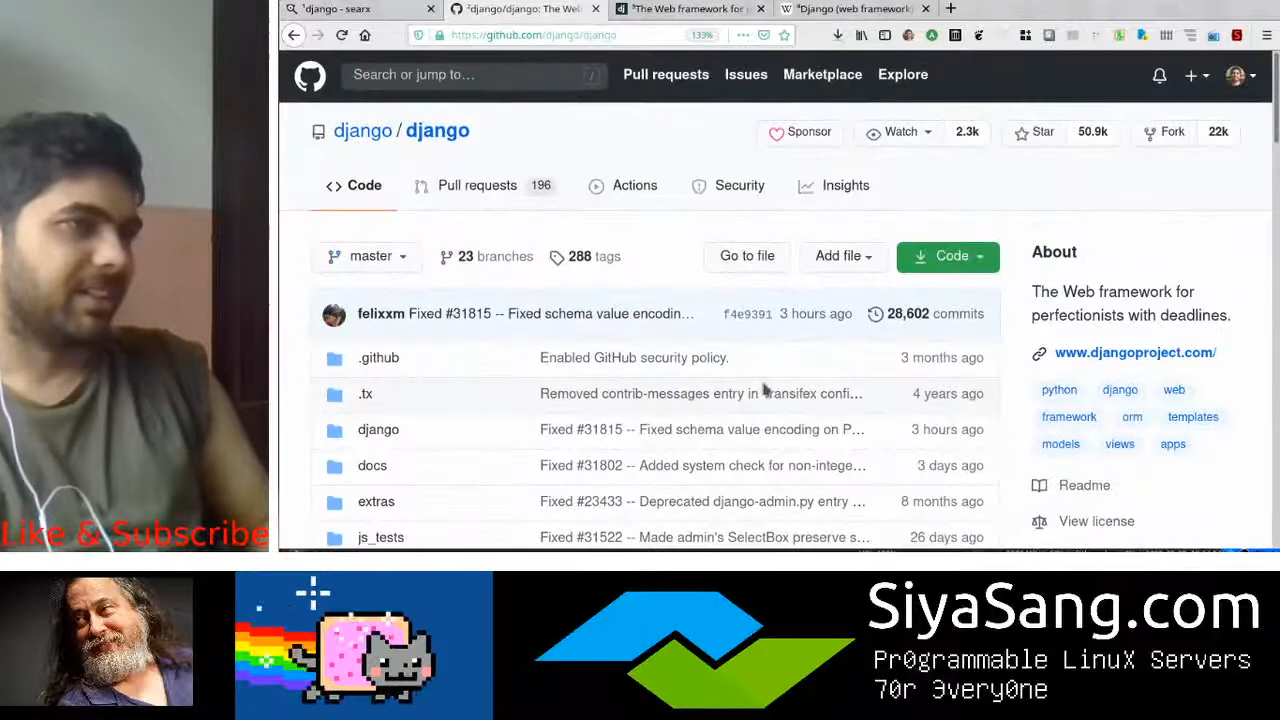 ¹django - searx
²django/django: The We
³The Web framework for
⁴Django (web framework)
https://github.com/django/django
133%
Search or jump to…
/
Pull requests
Issues
Marketplace
Explore
django / django
Sponsor
Watch
2.3k
Star
50.9k
Fork
22k
Code
Pull requests 196
Actions
Security
Insights
master
23 branches
288 tags
Go to file
Add file
Code
felixxm Fixed #31815 -- Fixed schema value encodin… f4e9391 3 hours ago 28,602 commits
.github Enabled GitHub security policy. 3 months ago
.tx Removed contrib-messages entry in Transifex confi… 4 years ago
django Fixed #31815 -- Fixed schema value encoding on P… 3 hours ago
docs Fixed #31802 -- Added system check for non-intege… 3 days ago
extras Fixed #23433 -- Deprecated django-admin.py entry … 8 months ago
js_tests Fixed #31522 -- Made admin's SelectBox preserve s… 26 days ago
About
The Web framework for
perfectionists with deadlines.
www.djangoproject.com/
python django web
framework orm templates
models views apps
Readme
View license
Like & Subscribe
SiyaSang.com
Pr0grammable LinuX Servers
70r 3very0ne